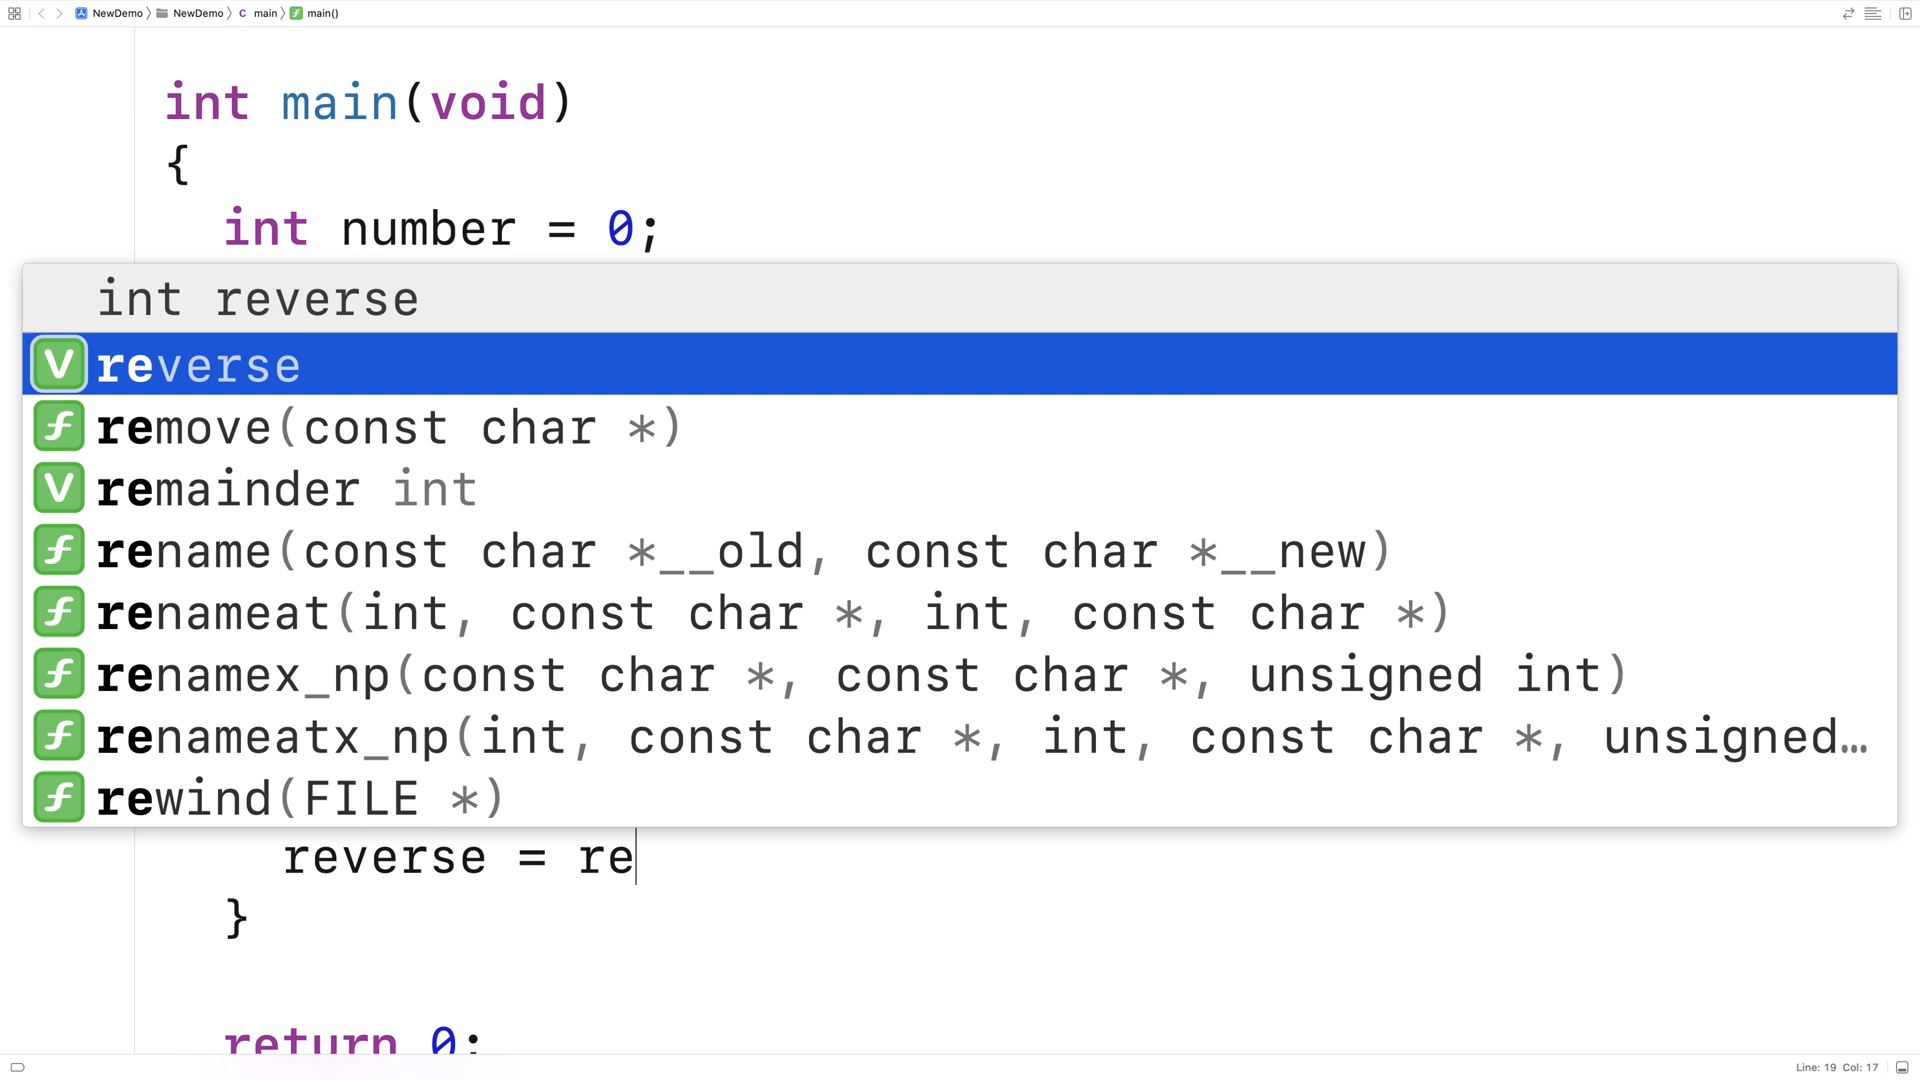 NewDemo NewDemo C main f main()
int main(void)
{
int number = 0;
int reverse
V reverse
f remove(const char *)
V remainder int
f rename(const char *__old, const char *__new)
f renameat(int, const char *, int, const char *)
f renamex_np(const char *, const char *, unsigned int)
f renameatx_np(int, const char *, int, const char *, unsigned…
f rewind(FILE *)
reverse = re
}
return 0;
Line: 19 Col: 17